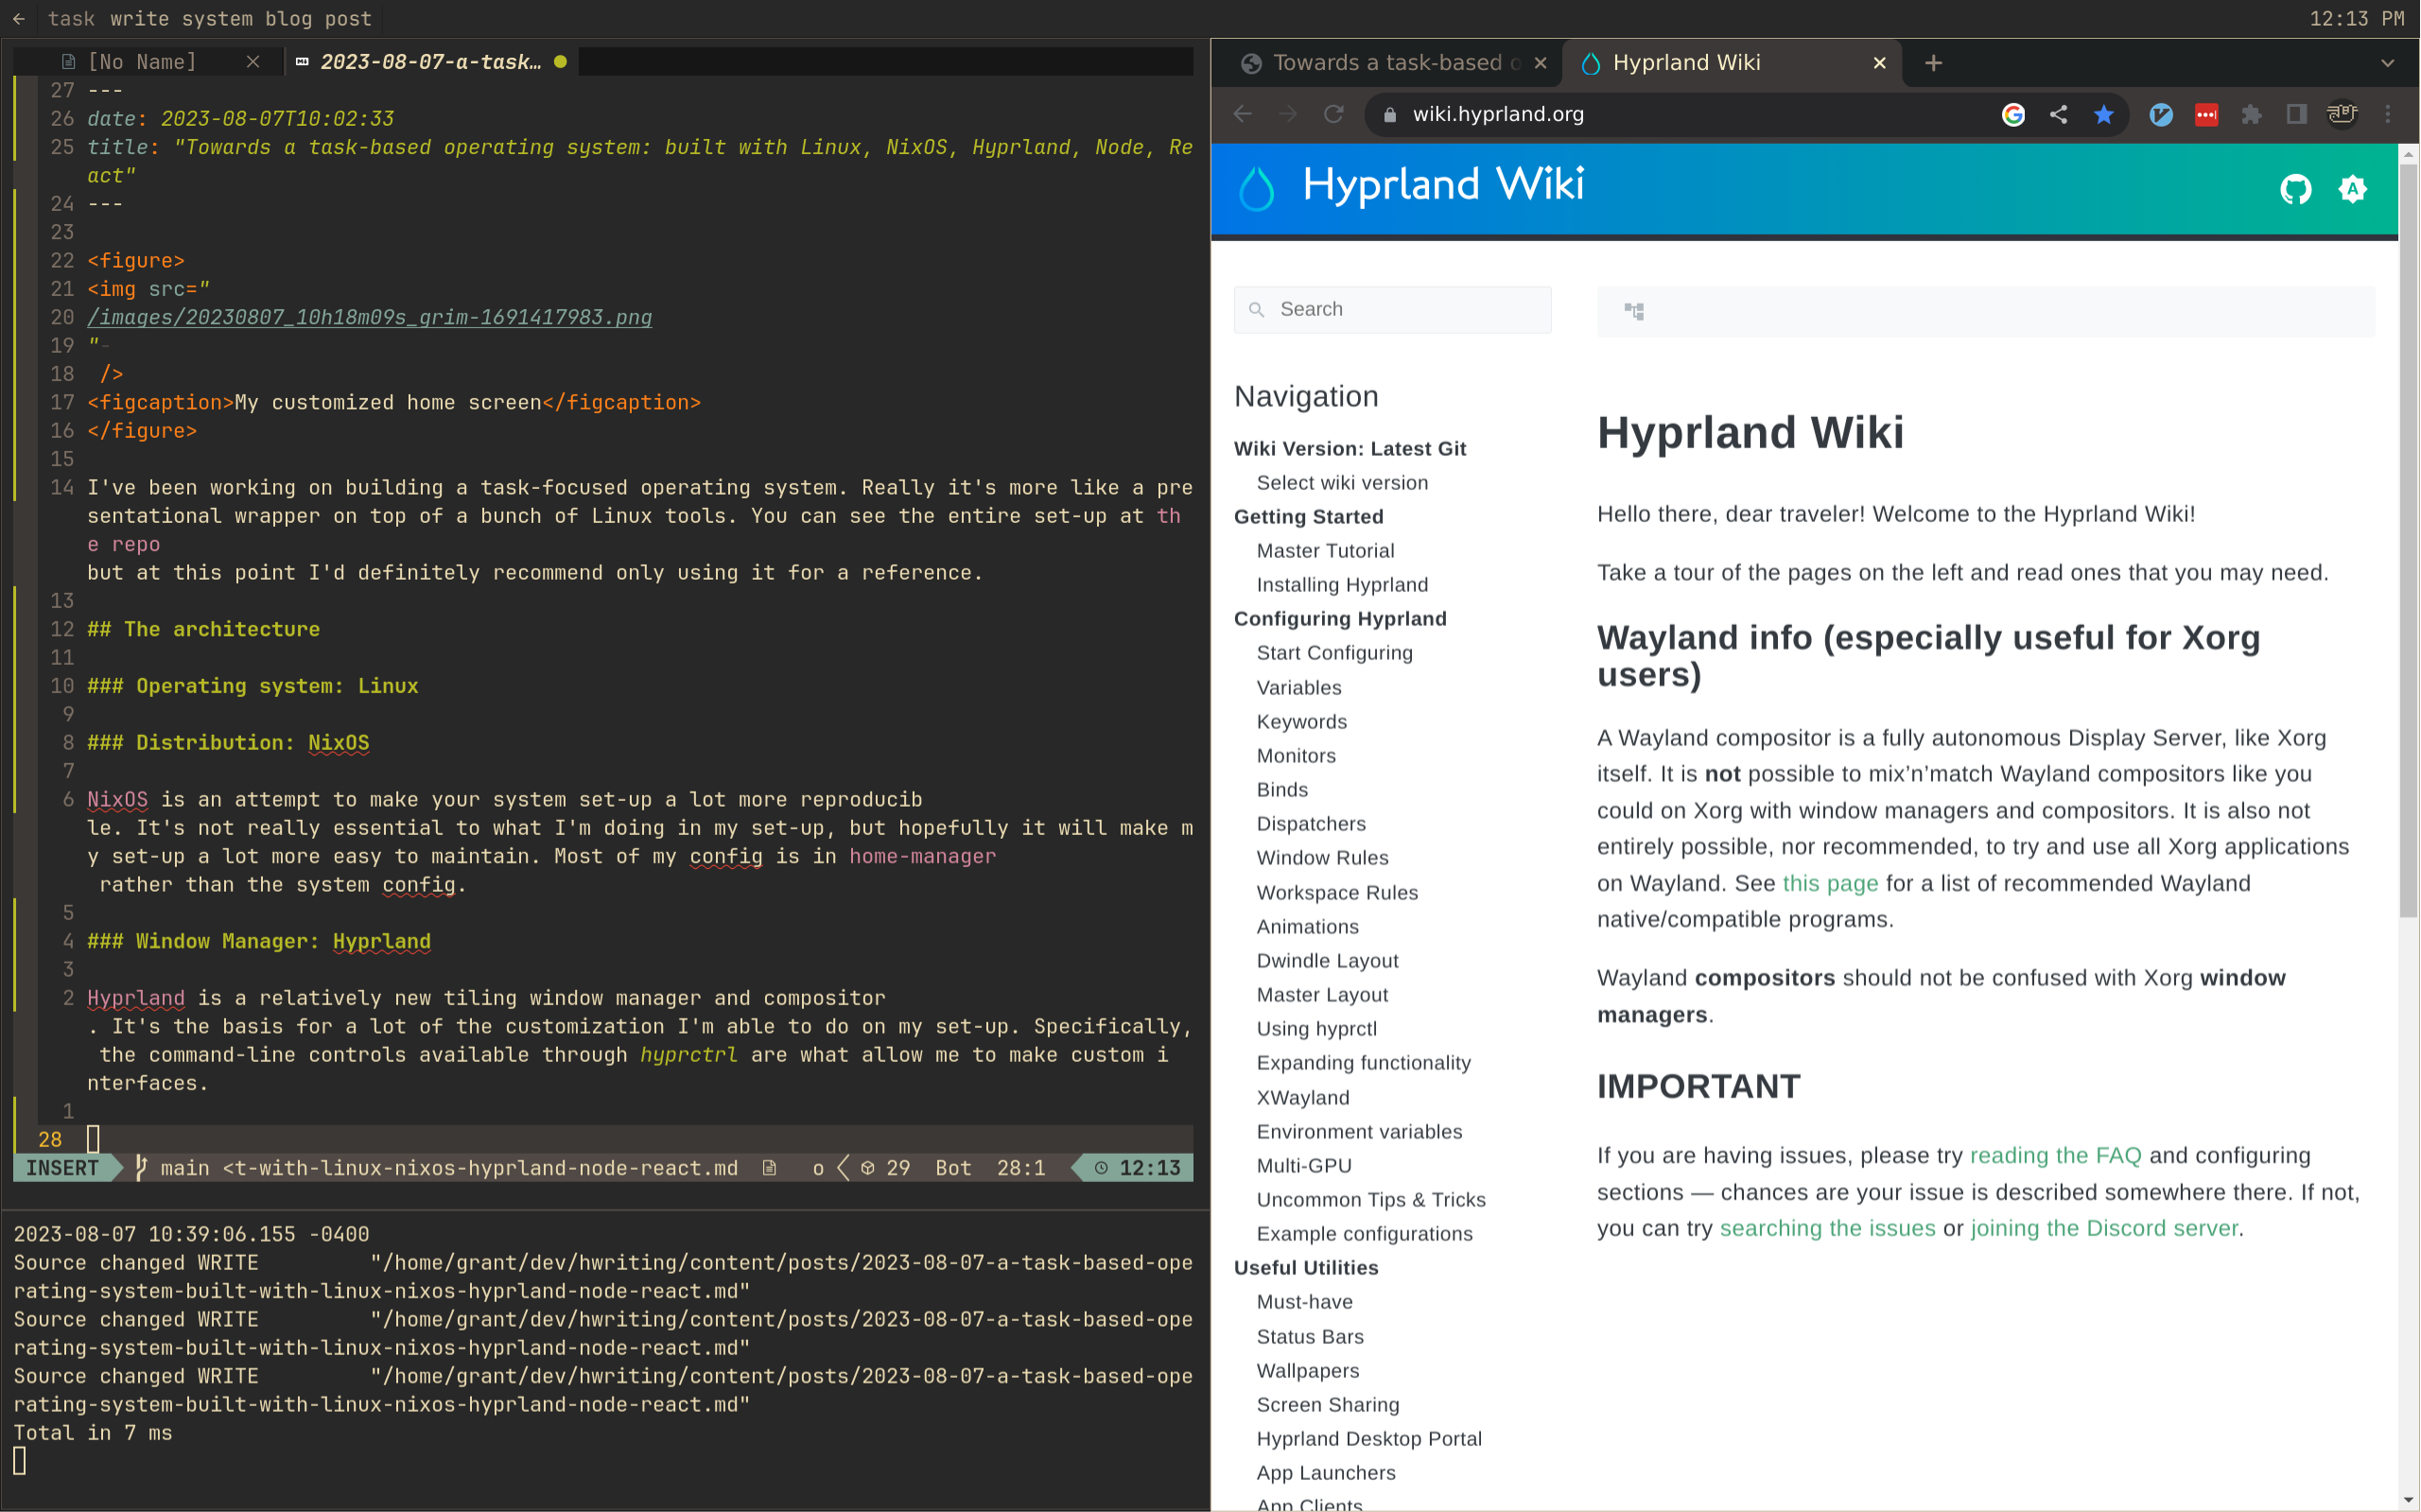 ← task write system blog post 12:13 PM
[No Name] × 2023-08-07-a-task…
27 ---
26 date: 2023-08-07T10:02:33
25 title: "Towards a task-based operating system: built with Linux, NixOS, Hyprland, Node, Re
act"
24 ---
23
22 <figure>
21 <img src="
20 /images/20230807_10h18m09s_grim-1691417983.png
19 "-
18 />
17 <figcaption>My customized home screen</figcaption>
16 </figure>
15
14 I've been working on building a task-focused operating system. Really it's more like a pre
sentational wrapper on top of a bunch of Linux tools. You can see the entire set-up at th
e repo
but at this point I'd definitely recommend only using it for a reference.
13
12 ## The architecture
11
10 ### Operating system: Linux
9
8 ### Distribution: NixOS
7
6 NixOS is an attempt to make your system set-up a lot more reproducib
le. It's not really essential to what I'm doing in my set-up, but hopefully it will make m
y set-up a lot more easy to maintain. Most of my config is in home-manager
rather than the system config.
5
4 ### Window Manager: Hyprland
3
2 Hyprland is a relatively new tiling window manager and compositor
. It's the basis for a lot of the customization I'm able to do on my set-up. Specifically,
the command-line controls available through hyprctrl are what allow me to make custom i
nterfaces.
1
28
INSERT main <t-with-linux-nixos-hyprland-node-react.md o 29 Bot 28:1 12:13
2023-08-07 10:39:06.155 -0400
Source changed WRITE "/home/grant/dev/hwriting/content/posts/2023-08-07-a-task-based-ope
rating-system-built-with-linux-nixos-hyprland-node-react.md"
Source changed WRITE "/home/grant/dev/hwriting/content/posts/2023-08-07-a-task-based-ope
rating-system-built-with-linux-nixos-hyprland-node-react.md"
Source changed WRITE "/home/grant/dev/hwriting/content/posts/2023-08-07-a-task-based-ope
rating-system-built-with-linux-nixos-hyprland-node-react.md"
Total in 7 ms
Towards a task-based × Hyprland Wiki × +
wiki.hyprland.org
Hyprland Wiki
A
Search
Navigation
Wiki Version: Latest Git
Select wiki version
Getting Started
Master Tutorial
Installing Hyprland
Configuring Hyprland
Start Configuring
Variables
Keywords
Monitors
Binds
Dispatchers
Window Rules
Workspace Rules
Animations
Dwindle Layout
Master Layout
Using hyprctl
Expanding functionality
XWayland
Environment variables
Multi-GPU
Uncommon Tips & Tricks
Example configurations
Useful Utilities
Must-have
Status Bars
Wallpapers
Screen Sharing
Hyprland Desktop Portal
App Launchers
App Clients
Hyprland Wiki
Hello there, dear traveler! Welcome to the Hyprland Wiki!
Take a tour of the pages on the left and read ones that you may need.
Wayland info (especially useful for Xorg
users)
A Wayland compositor is a fully autonomous Display Server, like Xorg
itself. It is not possible to mix’n’match Wayland compositors like you
could on Xorg with window managers and compositors. It is also not
entirely possible, nor recommended, to try and use all Xorg applications
on Wayland. See this page for a list of recommended Wayland
native/compatible programs.
Wayland compositors should not be confused with Xorg window
managers.
IMPORTANT
If you are having issues, please try reading the FAQ and configuring
sections — chances are your issue is described somewhere there. If not,
you can try searching the issues or joining the Discord server.